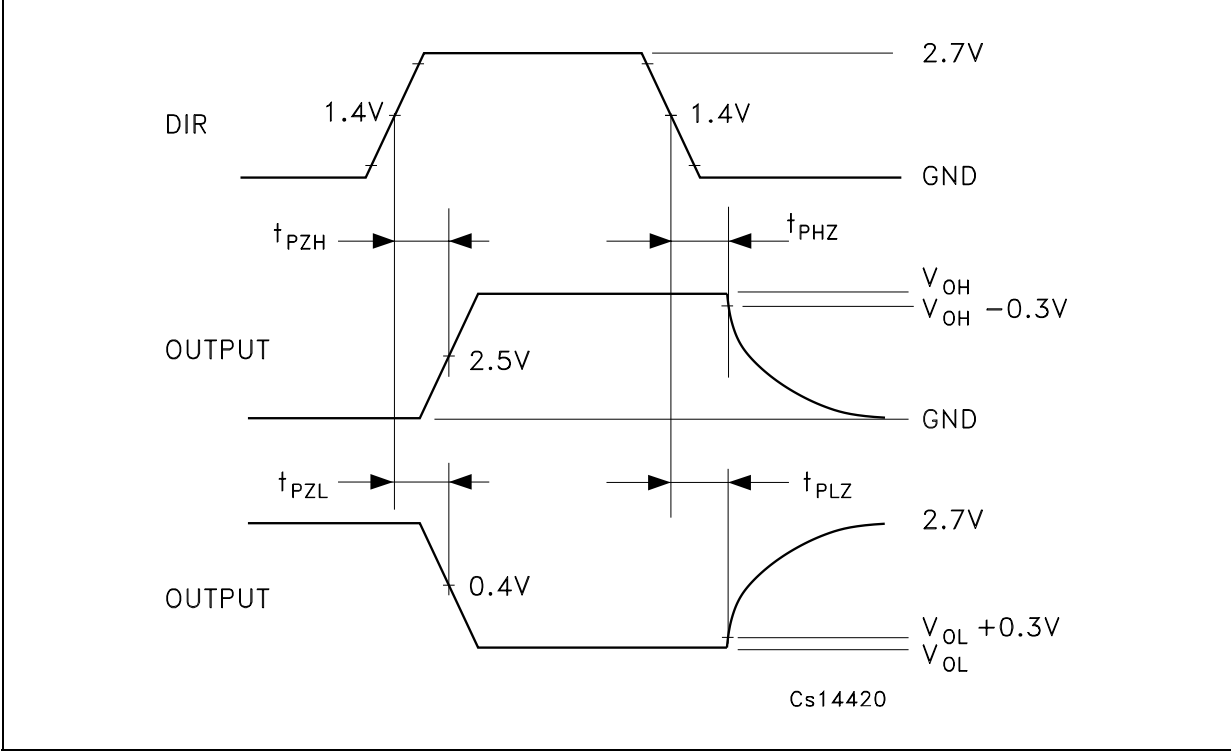 2.7V
1.4V
1.4V
DIR
GND
tPZH
tPHZ
VOH
VOH −0.3V
OUTPUT
2.5V
GND
tPZL
tPLZ
2.7V
OUTPUT
0.4V
VOL +0.3V
VOL
Cs14420